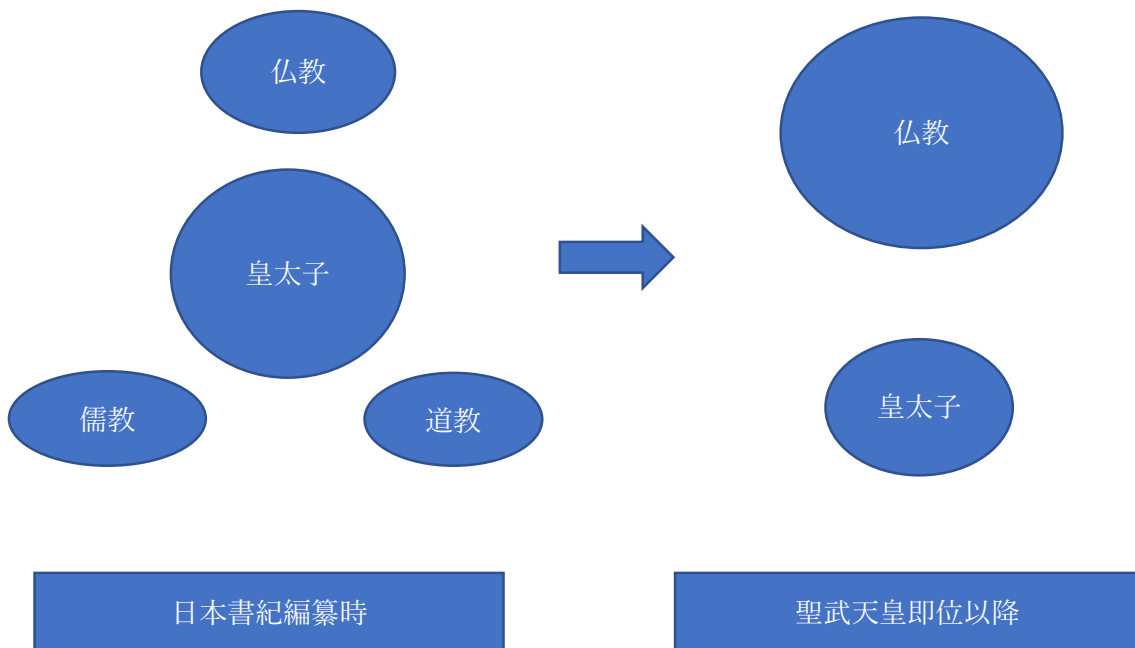 仏教
皇太子
儒教
道教
日本書紀編纂時
仏教
皇太子
聖武天皇即位以降